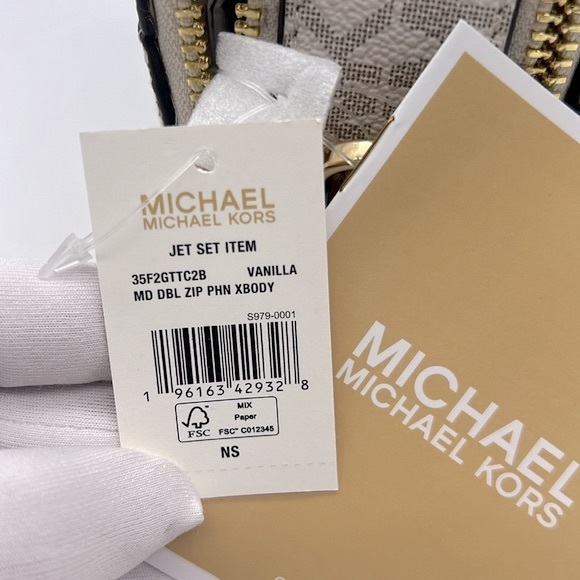 MICHAEL
MICHAEL KORS
JET SET ITEM
35F2GTTC2B VANILLA
MD DBL ZIP PHN XBODY
S979-0001
1 96163 42932 8
FSC
MIX
Paper
FSC™ C012345
NS
MICHAEL
MICHAEL KORS